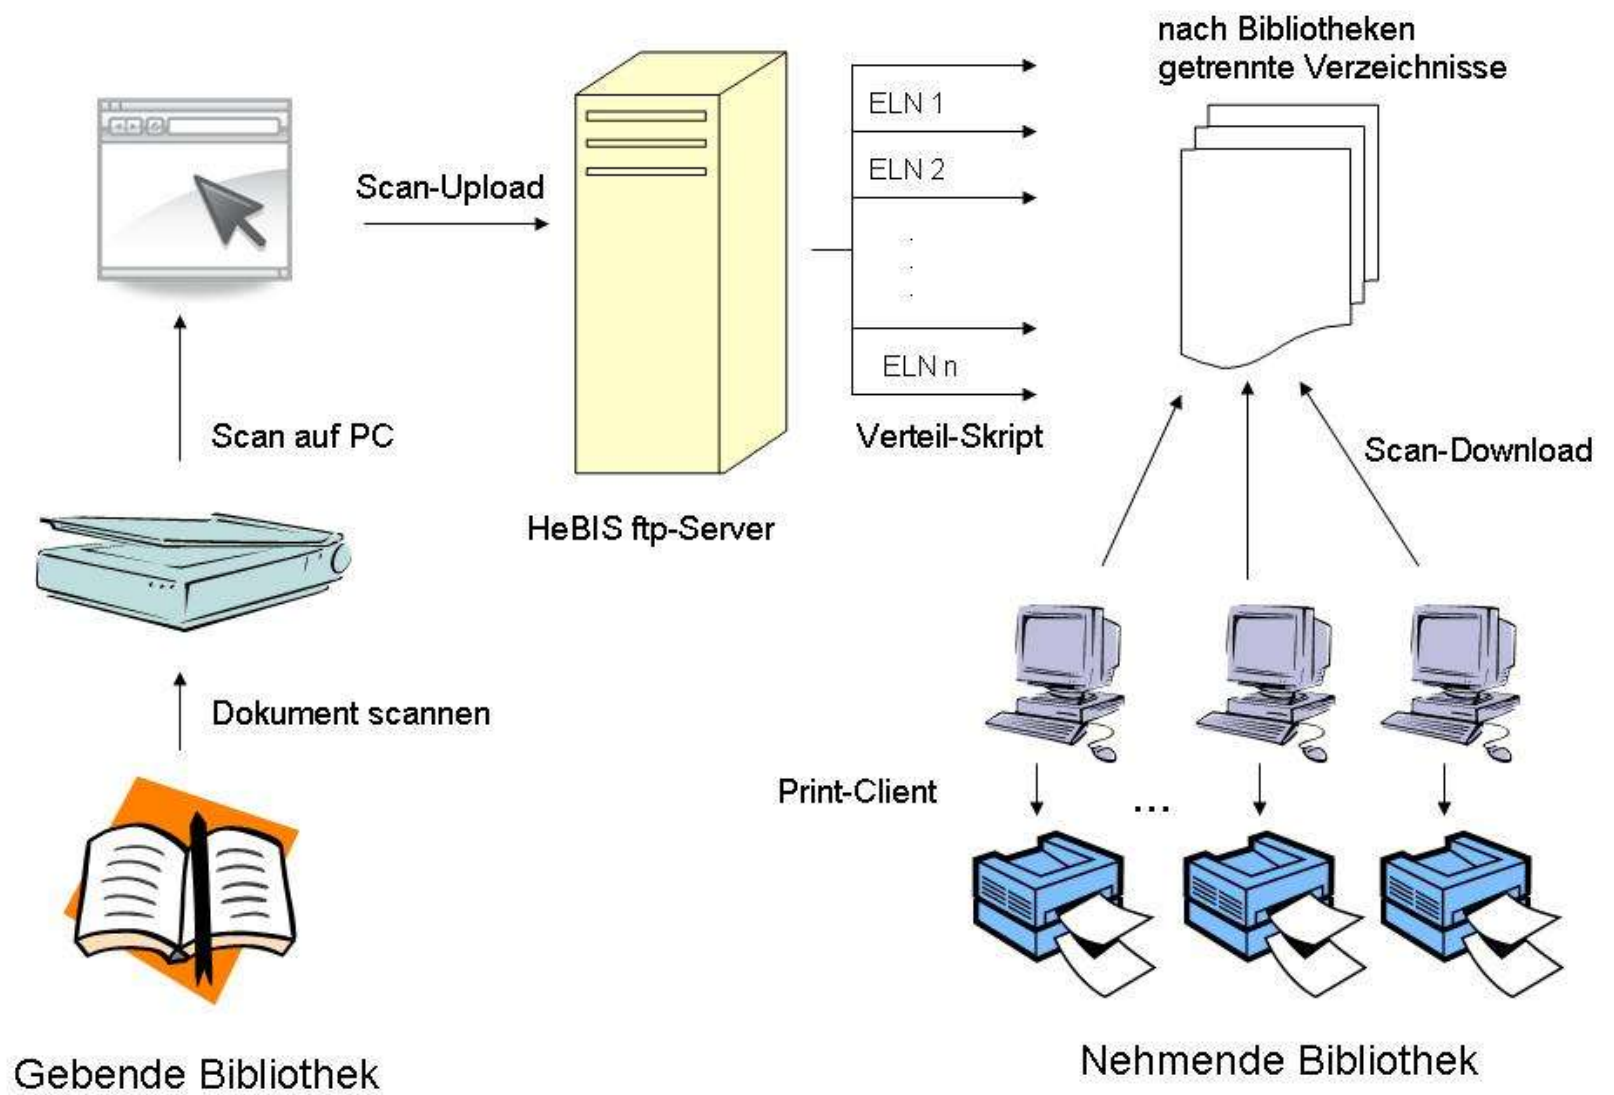 nach Bibliotheken
getrennte Verzeichnisse
ELN 1
ELN 2
.
.
.
ELN n
Scan-Upload
Verteil-Skript
Scan auf PC
Scan-Download
HeBIS ftp-Server
Dokument scannen
Print-Client
...
Gebende Bibliothek
Nehmende Bibliothek